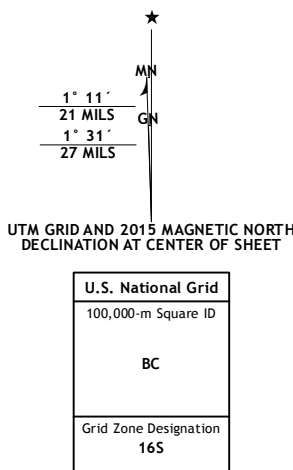 ★
MN
1° 11´
21 MILS
GN
1° 31´
27 MILS
UTM GRID AND 2015 MAGNETIC NORTH
DECLINATION AT CENTER OF SHEET
U.S. National Grid
100,000-m Square ID
BC
Grid Zone Designation
16S